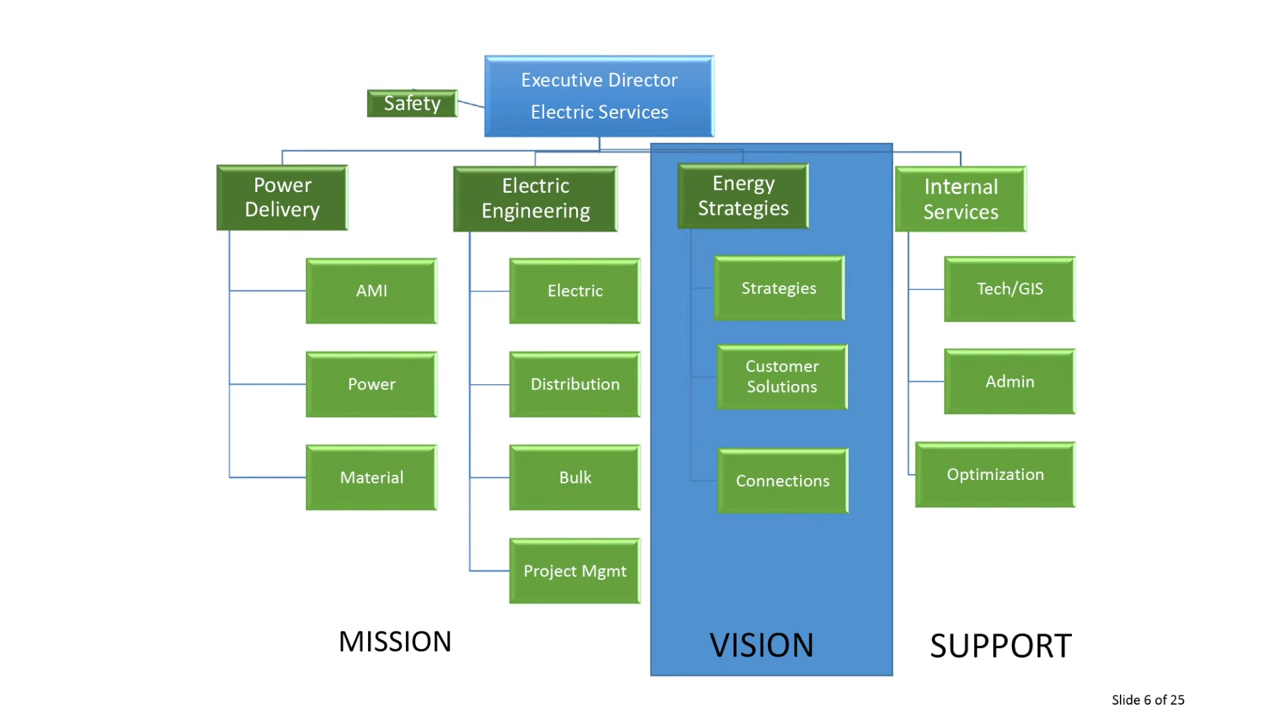 Executive Director
Electric Services
Safety
Power
Delivery
Electric
Engineering
Energy
Strategies
Internal
Services
AMI
Electric
Strategies
Tech/GIS
Power
Distribution
Customer
Solutions
Admin
Material
Bulk
Connections
Optimization
Project Mgmt
MISSION
VISION
SUPPORT
Slide 6 of 25